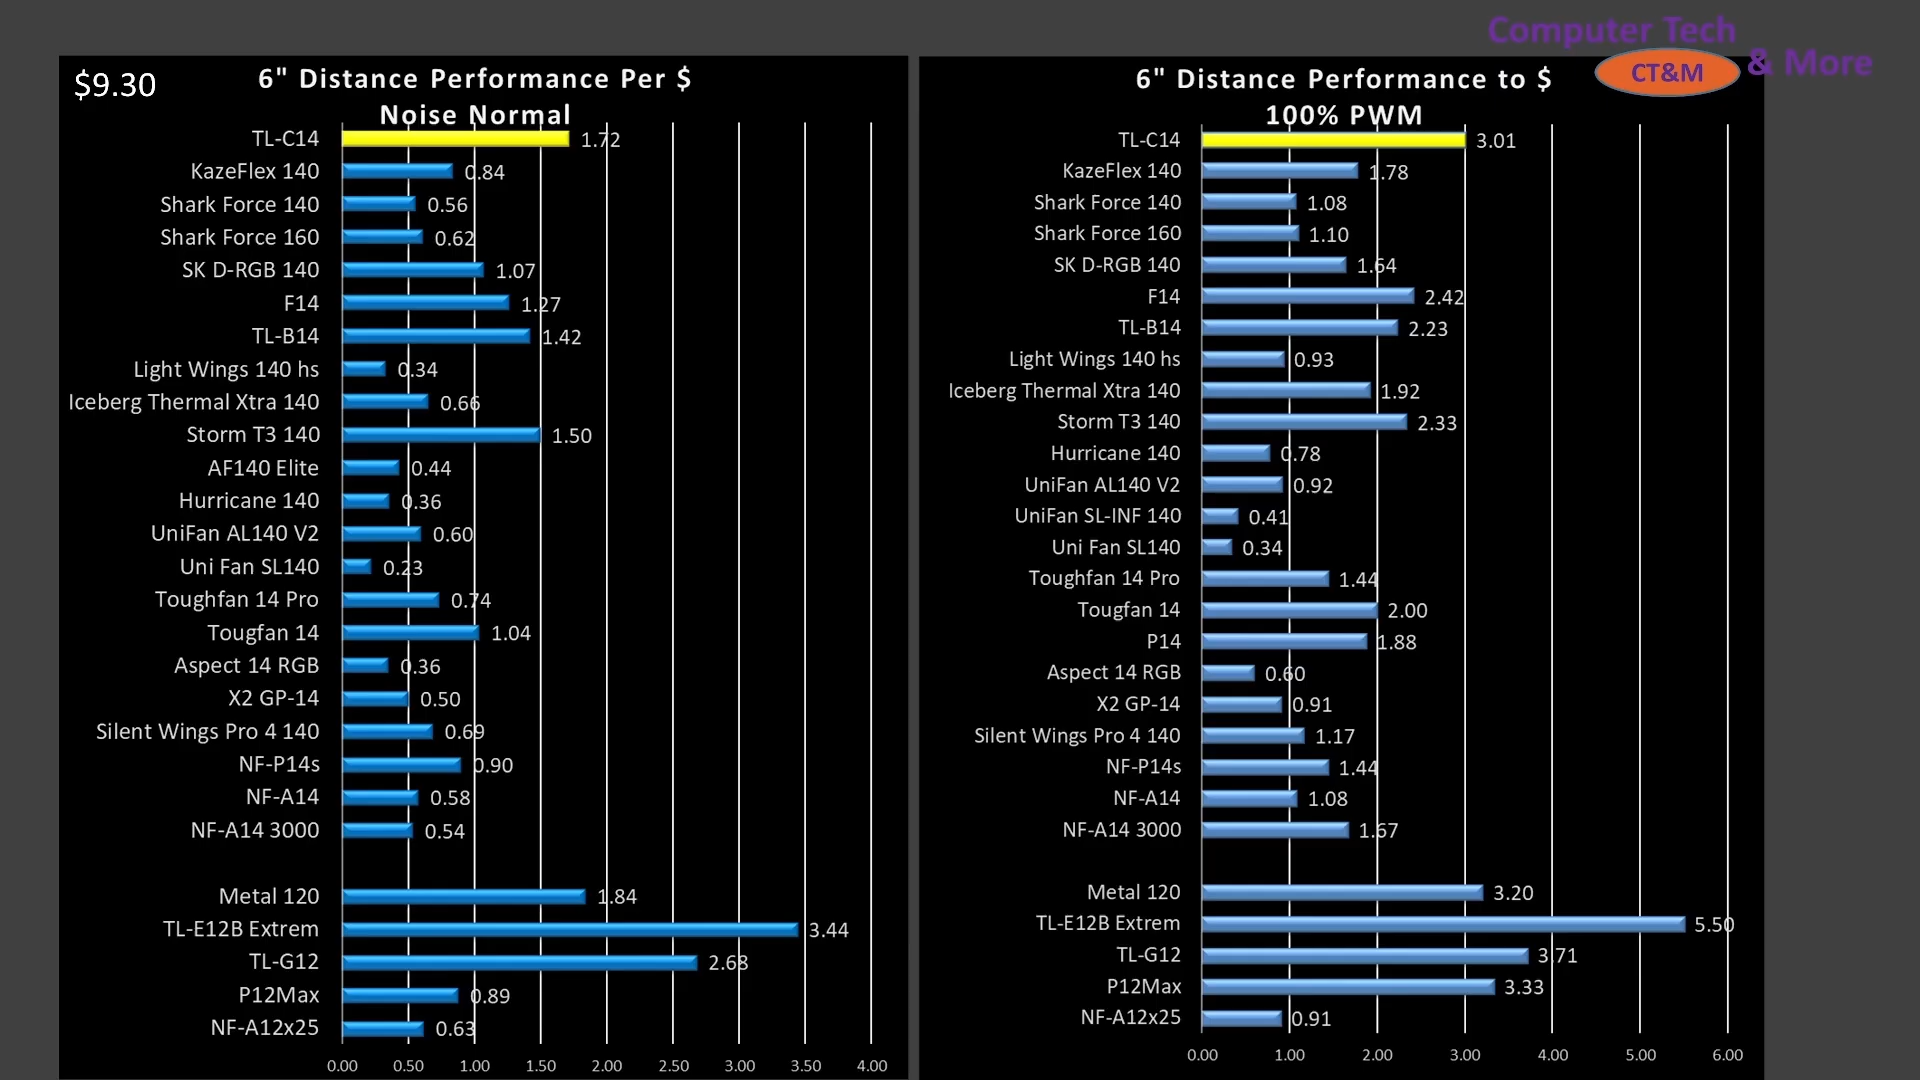 Computer Tech
CT&M
& More
$9.30
6" Distance Performance Per $
Noise Normal
TL-C14 1.72
KazeFlex 140 0.84
Shark Force 140 0.56
Shark Force 160 0.62
SK D-RGB 140 1.07
F14 1.27
TL-B14 1.42
Light Wings 140 hs 0.34
Iceberg Thermal Xtra 140 0.66
Storm T3 140 1.50
AF140 Elite 0.44
Hurricane 140 0.36
UniFan AL140 V2 0.60
Uni Fan SL140 0.23
Toughfan 14 Pro 0.74
Tougfan 14 1.04
Aspect 14 RGB 0.36
X2 GP-14 0.50
Silent Wings Pro 4 140 0.69
NF-P14s 0.90
NF-A14 0.58
NF-A14 3000 0.54
Metal 120 1.84
TL-E12B Extrem 3.44
TL-G12 2.68
P12Max 0.89
NF-A12x25 0.63
0.00 0.50 1.00 1.50 2.00 2.50 3.00 3.50 4.00
6" Distance Performance to $
100% PWM
TL-C14 3.01
KazeFlex 140 1.78
Shark Force 140 1.08
Shark Force 160 1.10
SK D-RGB 140 1.64
F14 2.42
TL-B14 2.23
Light Wings 140 hs 0.93
Iceberg Thermal Xtra 140 1.92
Storm T3 140 2.33
Hurricane 140 0.78
UniFan AL140 V2 0.92
UniFan SL-INF 140 0.41
Uni Fan SL140 0.34
Toughfan 14 Pro 1.44
Tougfan 14 2.00
P14 1.88
Aspect 14 RGB 0.60
X2 GP-14 0.91
Silent Wings Pro 4 140 1.17
NF-P14s 1.44
NF-A14 1.08
NF-A14 3000 1.67
Metal 120 3.20
TL-E12B Extrem 5.50
TL-G12 3.71
P12Max 3.33
NF-A12x25 0.91
0.00 1.00 2.00 3.00 4.00 5.00 6.00